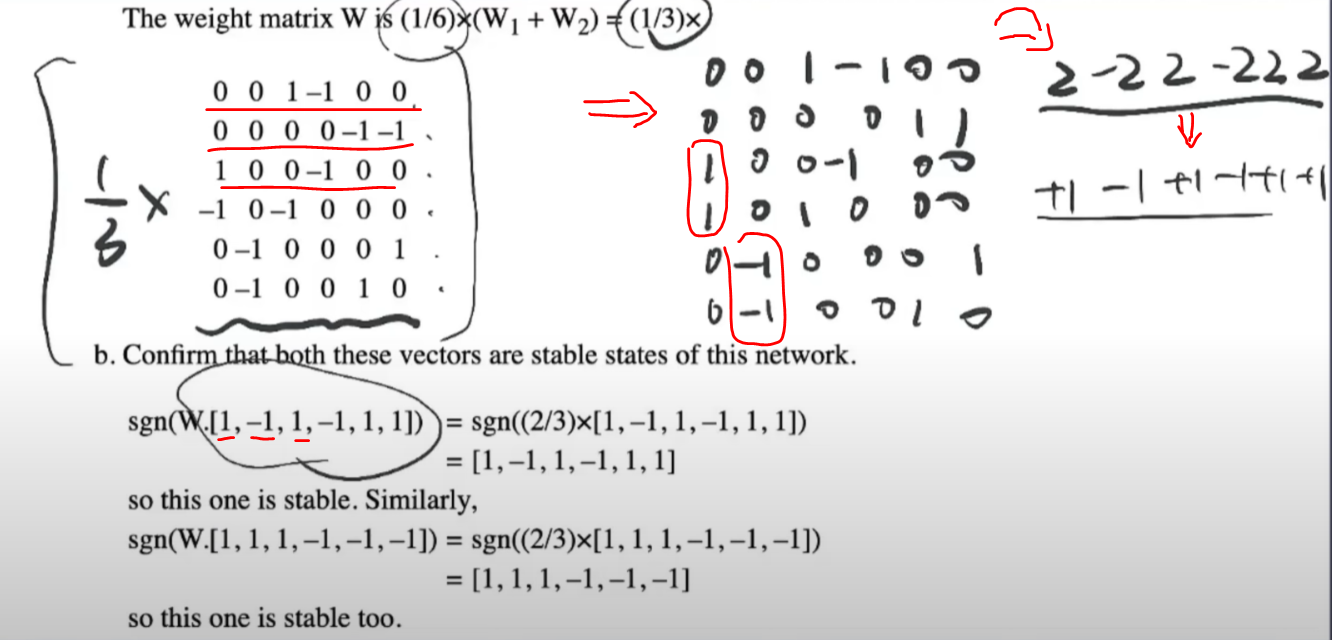 The weight matrix W is (1/6)×(W₁ + W₂) = (1/3)×
1/3 ×
0 0 1 –1 0 0
0 0 0 0 –1 –1
1 0 0 –1 0 0
–1 0 –1 0 0 0
0 –1 0 0 0 1
0 –1 0 0 1 0
0 0 1 -1 0 0
0 0 0 0 1 1
1 0 0 -1 0 0
1 0 1 0 0 0
0 -1 0 0 0 1
0 -1 0 0 1 0
2 -2 2 -2 2 2
+1 -1 +1 -1 +1 +1
b. Confirm that both these vectors are stable states of this network.
sgn(W.[1, –1, 1, –1, 1, 1]) = sgn((2/3)×[1, –1, 1, –1, 1, 1])
= [1, –1, 1, –1, 1, 1]
so this one is stable. Similarly,
sgn(W.[1, 1, 1, –1, –1, –1]) = sgn((2/3)×[1, 1, 1, –1, –1, –1])
= [1, 1, 1, –1, –1, –1]
so this one is stable too.